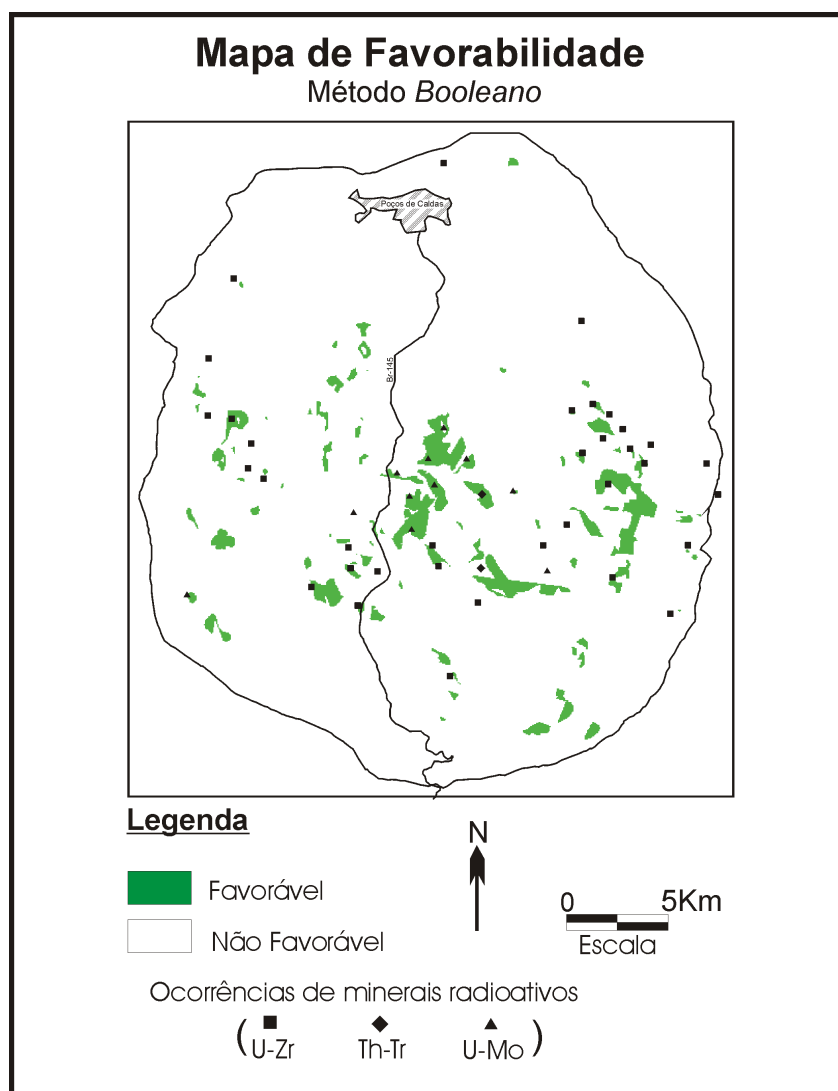 Mapa de Favorabilidade
Método Booleano
Poços de Caldas
Br-145
Legenda
N
Favorável
Não Favorável
0 5Km
Escala
Ocorrências de minerais radioativos
( U-Zr Th-Tr U-Mo )